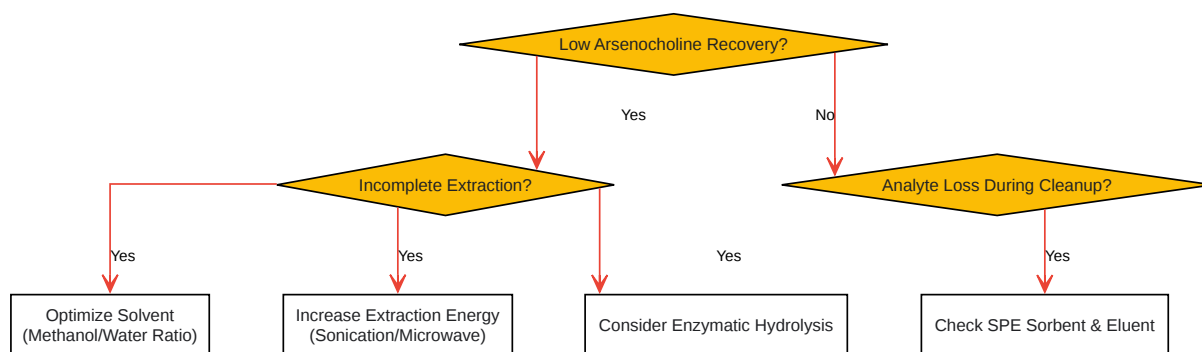 Low Arsenocholine Recovery?
Yes
No
Incomplete Extraction?
Analyte Loss During Cleanup?
Yes
Yes
Yes
Yes
Optimize Solvent
(Methanol/Water Ratio)
Increase Extraction Energy
(Sonication/Microwave)
Consider Enzymatic Hydrolysis
Check SPE Sorbent & Eluent